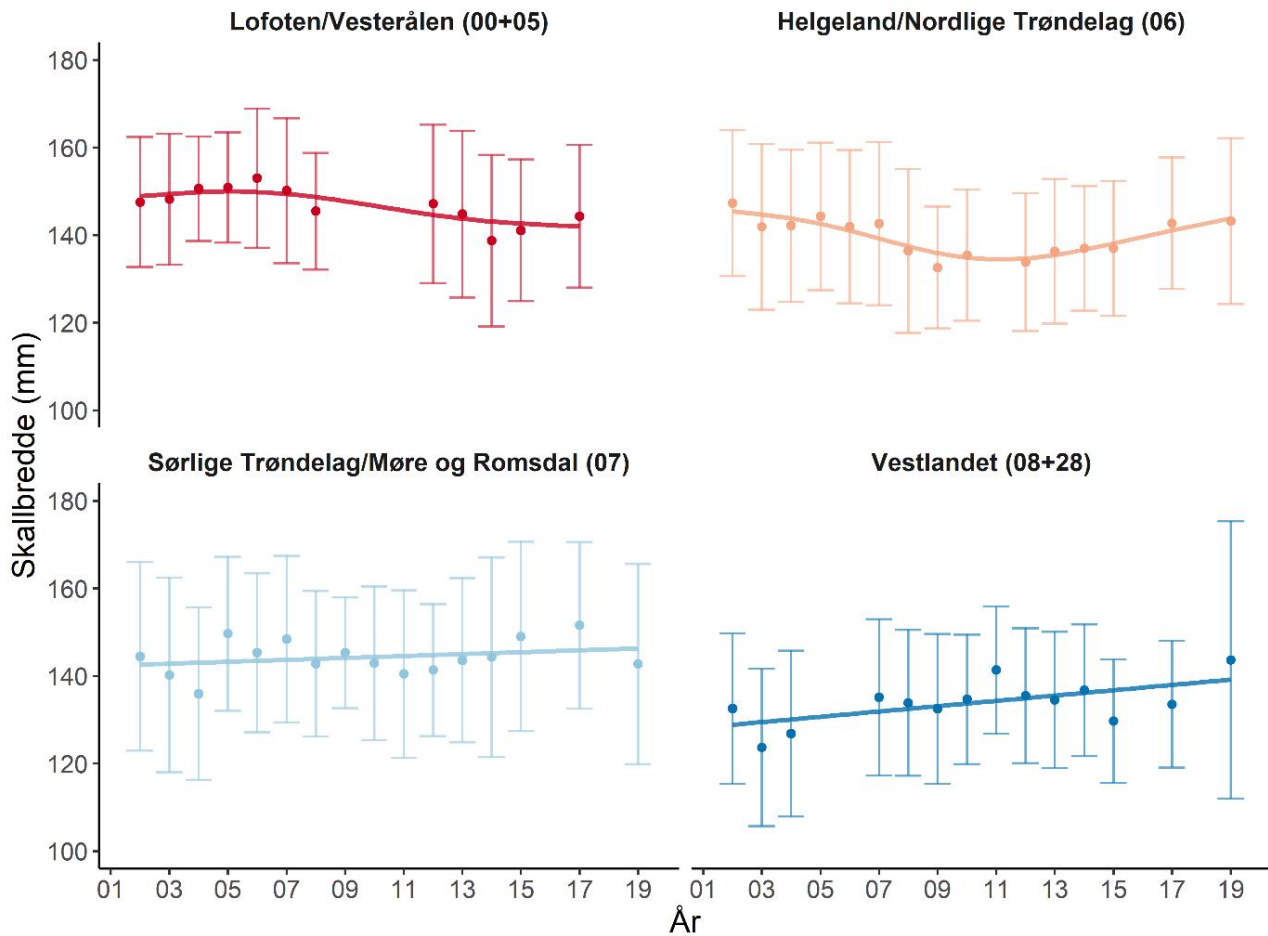 Lofoten/Vesterålen (00+05)
Helgeland/Nordlige Trøndelag (06)
180
160
140
120
100
Skallbredde (mm)
Sørlige Trøndelag/Møre og Romsdal (07)
Vestlandet (08+28)
180
160
140
120
100
01 03 05 07 09 11 13 15 17 19
01 03 05 07 09 11 13 15 17 19
År